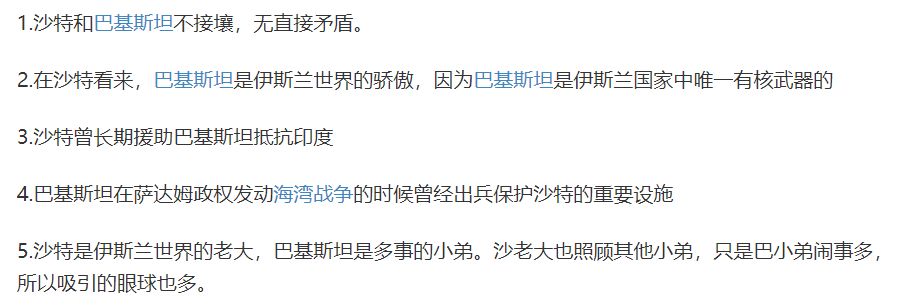 1.沙特和巴基斯坦不接壤，无直接矛盾。
2.在沙特看来，巴基斯坦是伊斯兰世界的骄傲，因为巴基斯坦是伊斯兰国家中唯一有核武器的
3.沙特曾长期援助巴基斯坦抵抗印度
4.巴基斯坦在萨达姆政权发动海湾战争的时候曾经出兵保护沙特的重要设施
5.沙特是伊斯兰世界的老大，巴基斯坦是多事的小弟。沙老大也照顾其他小弟，只是巴小弟闹事多，
所以吸引的眼球也多。